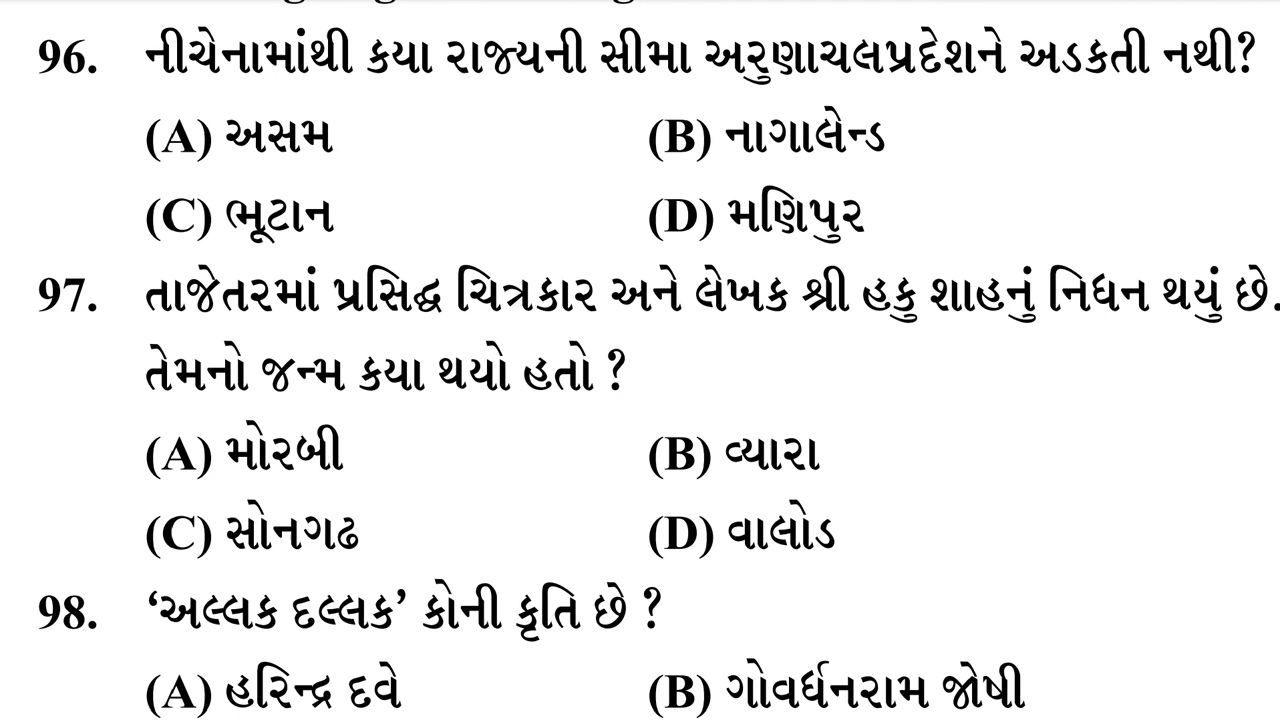 96. નીચેનામાંથી કયા રાજ્યની સીમા અરુણાચલપ્રદેશને અડકતી નથી?
(A) અસમ (B) નાગાલેન્ડ
(C) ભૂટાન (D) મણિપુર
97. તાજેતરમાં પ્રસિદ્ધ ચિત્રકાર અને લેખક શ્રી હકુ શાહનું નિધન થયું છે.
તેમનો જન્મ કયા થયો હતો ?
(A) મોરબી (B) વ્યારા
(C) સોનગઢ (D) વાલોડ
98. ‘અલ્લક દલ્લક’ કોની કૃતિ છે ?
(A) હરિન્દ્ર દવે (B) ગોવર્ધનરામ જોષી